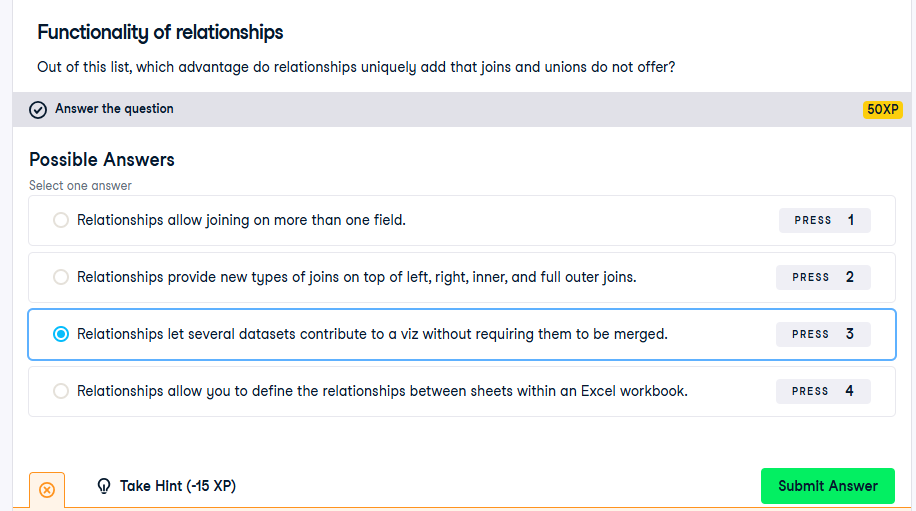 Functionality of relationships
Out of this list, which advantage do relationships uniquely add that joins and unions do not offer?
Answer the question
50XP
Possible Answers
Select one answer
Relationships allow joining on more than one field.
PRESS 1
Relationships provide new types of joins on top of left, right, inner, and full outer joins.
PRESS 2
Relationships let several datasets contribute to a viz without requiring them to be merged.
PRESS 3
Relationships allow you to define the relationships between sheets within an Excel workbook.
PRESS 4
Take Hint (-15 XP)
Submit Answer